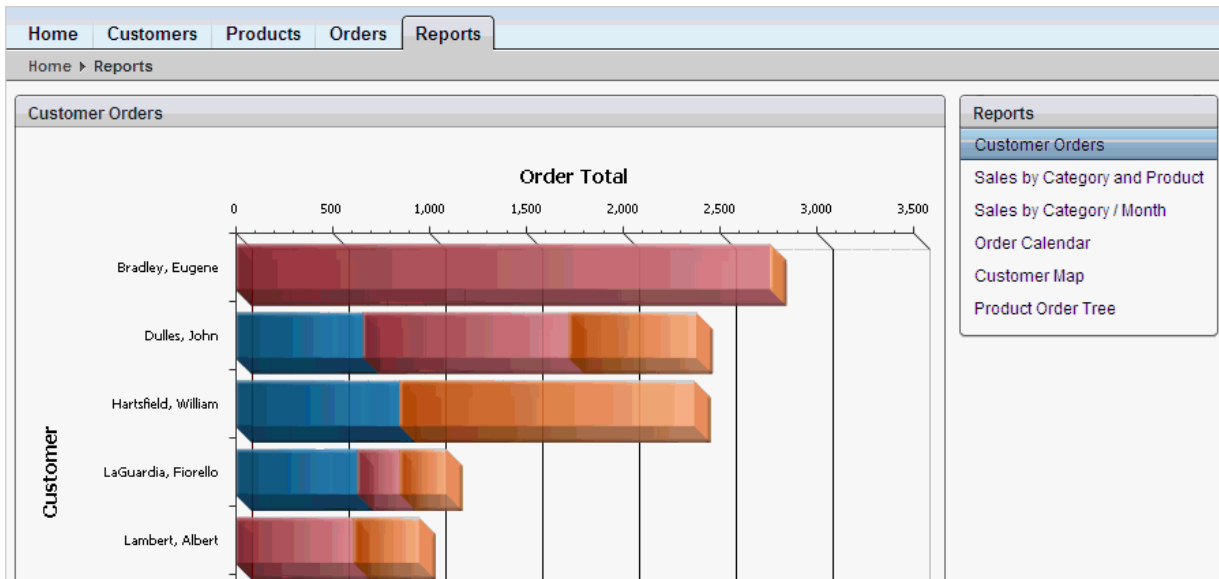 Home Customers Products Orders Reports
Home ▸ Reports
Customer Orders
Order Total
0 500 1,000 1,500 2,000 2,500 3,000 3,500
Customer
Bradley, Eugene
Dulles, John
Hartsfield, William
LaGuardia, Fiorello
Lambert, Albert
Reports
Customer Orders
Sales by Category and Product
Sales by Category / Month
Order Calendar
Customer Map
Product Order Tree